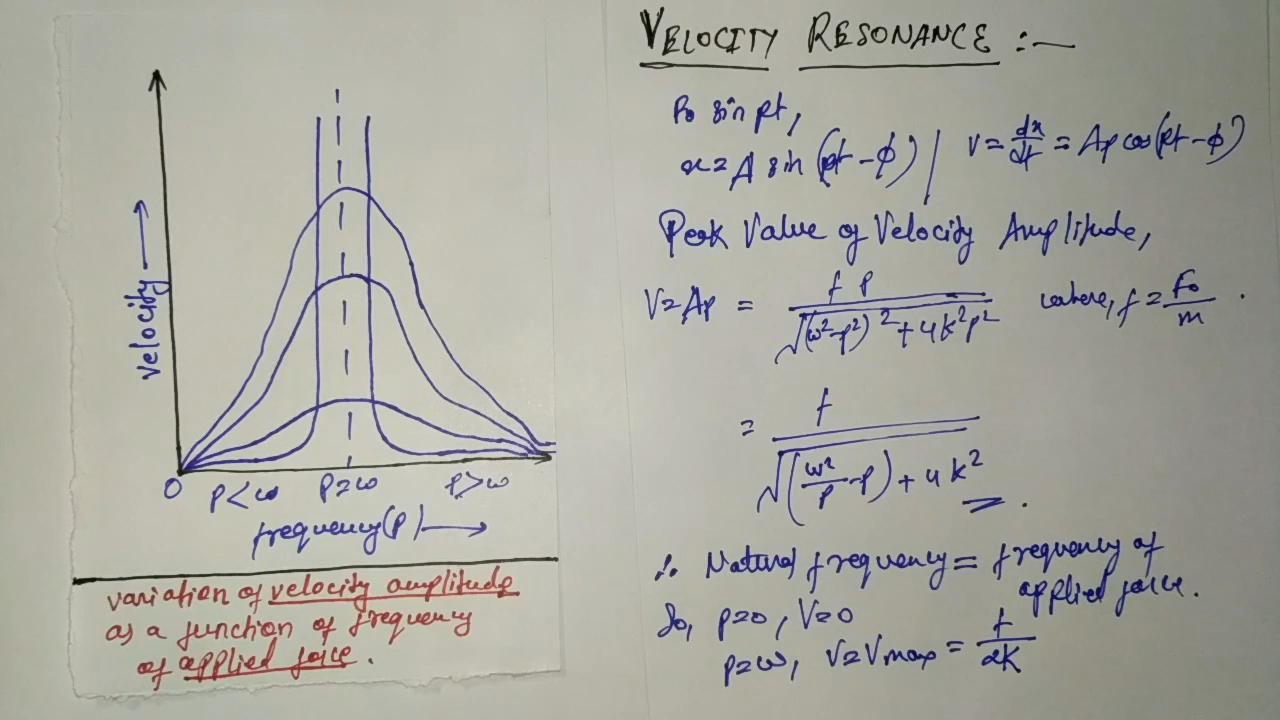 velocity →
O P<ω P=ω P>ω
frequency(P) →
variation of velocity amplitude
as a function of frequency
of applied force.
VELOCITY RESONANCE :—
F₀ sin pt,
x = A sin (pt - ϕ) | v = dx/dt = Ap cos(pt - ϕ)
Peak Value of Velocity Amplitude,
V = Ap = f p / √(ω² - p²)² + 4k²p² where, f = F₀/m .
= f / √(ω²/p - p) + 4k² .
∴ Natural frequency = frequency of
applied force.
So, p=0, V=0
p=ω, V=Vmax = f/2K